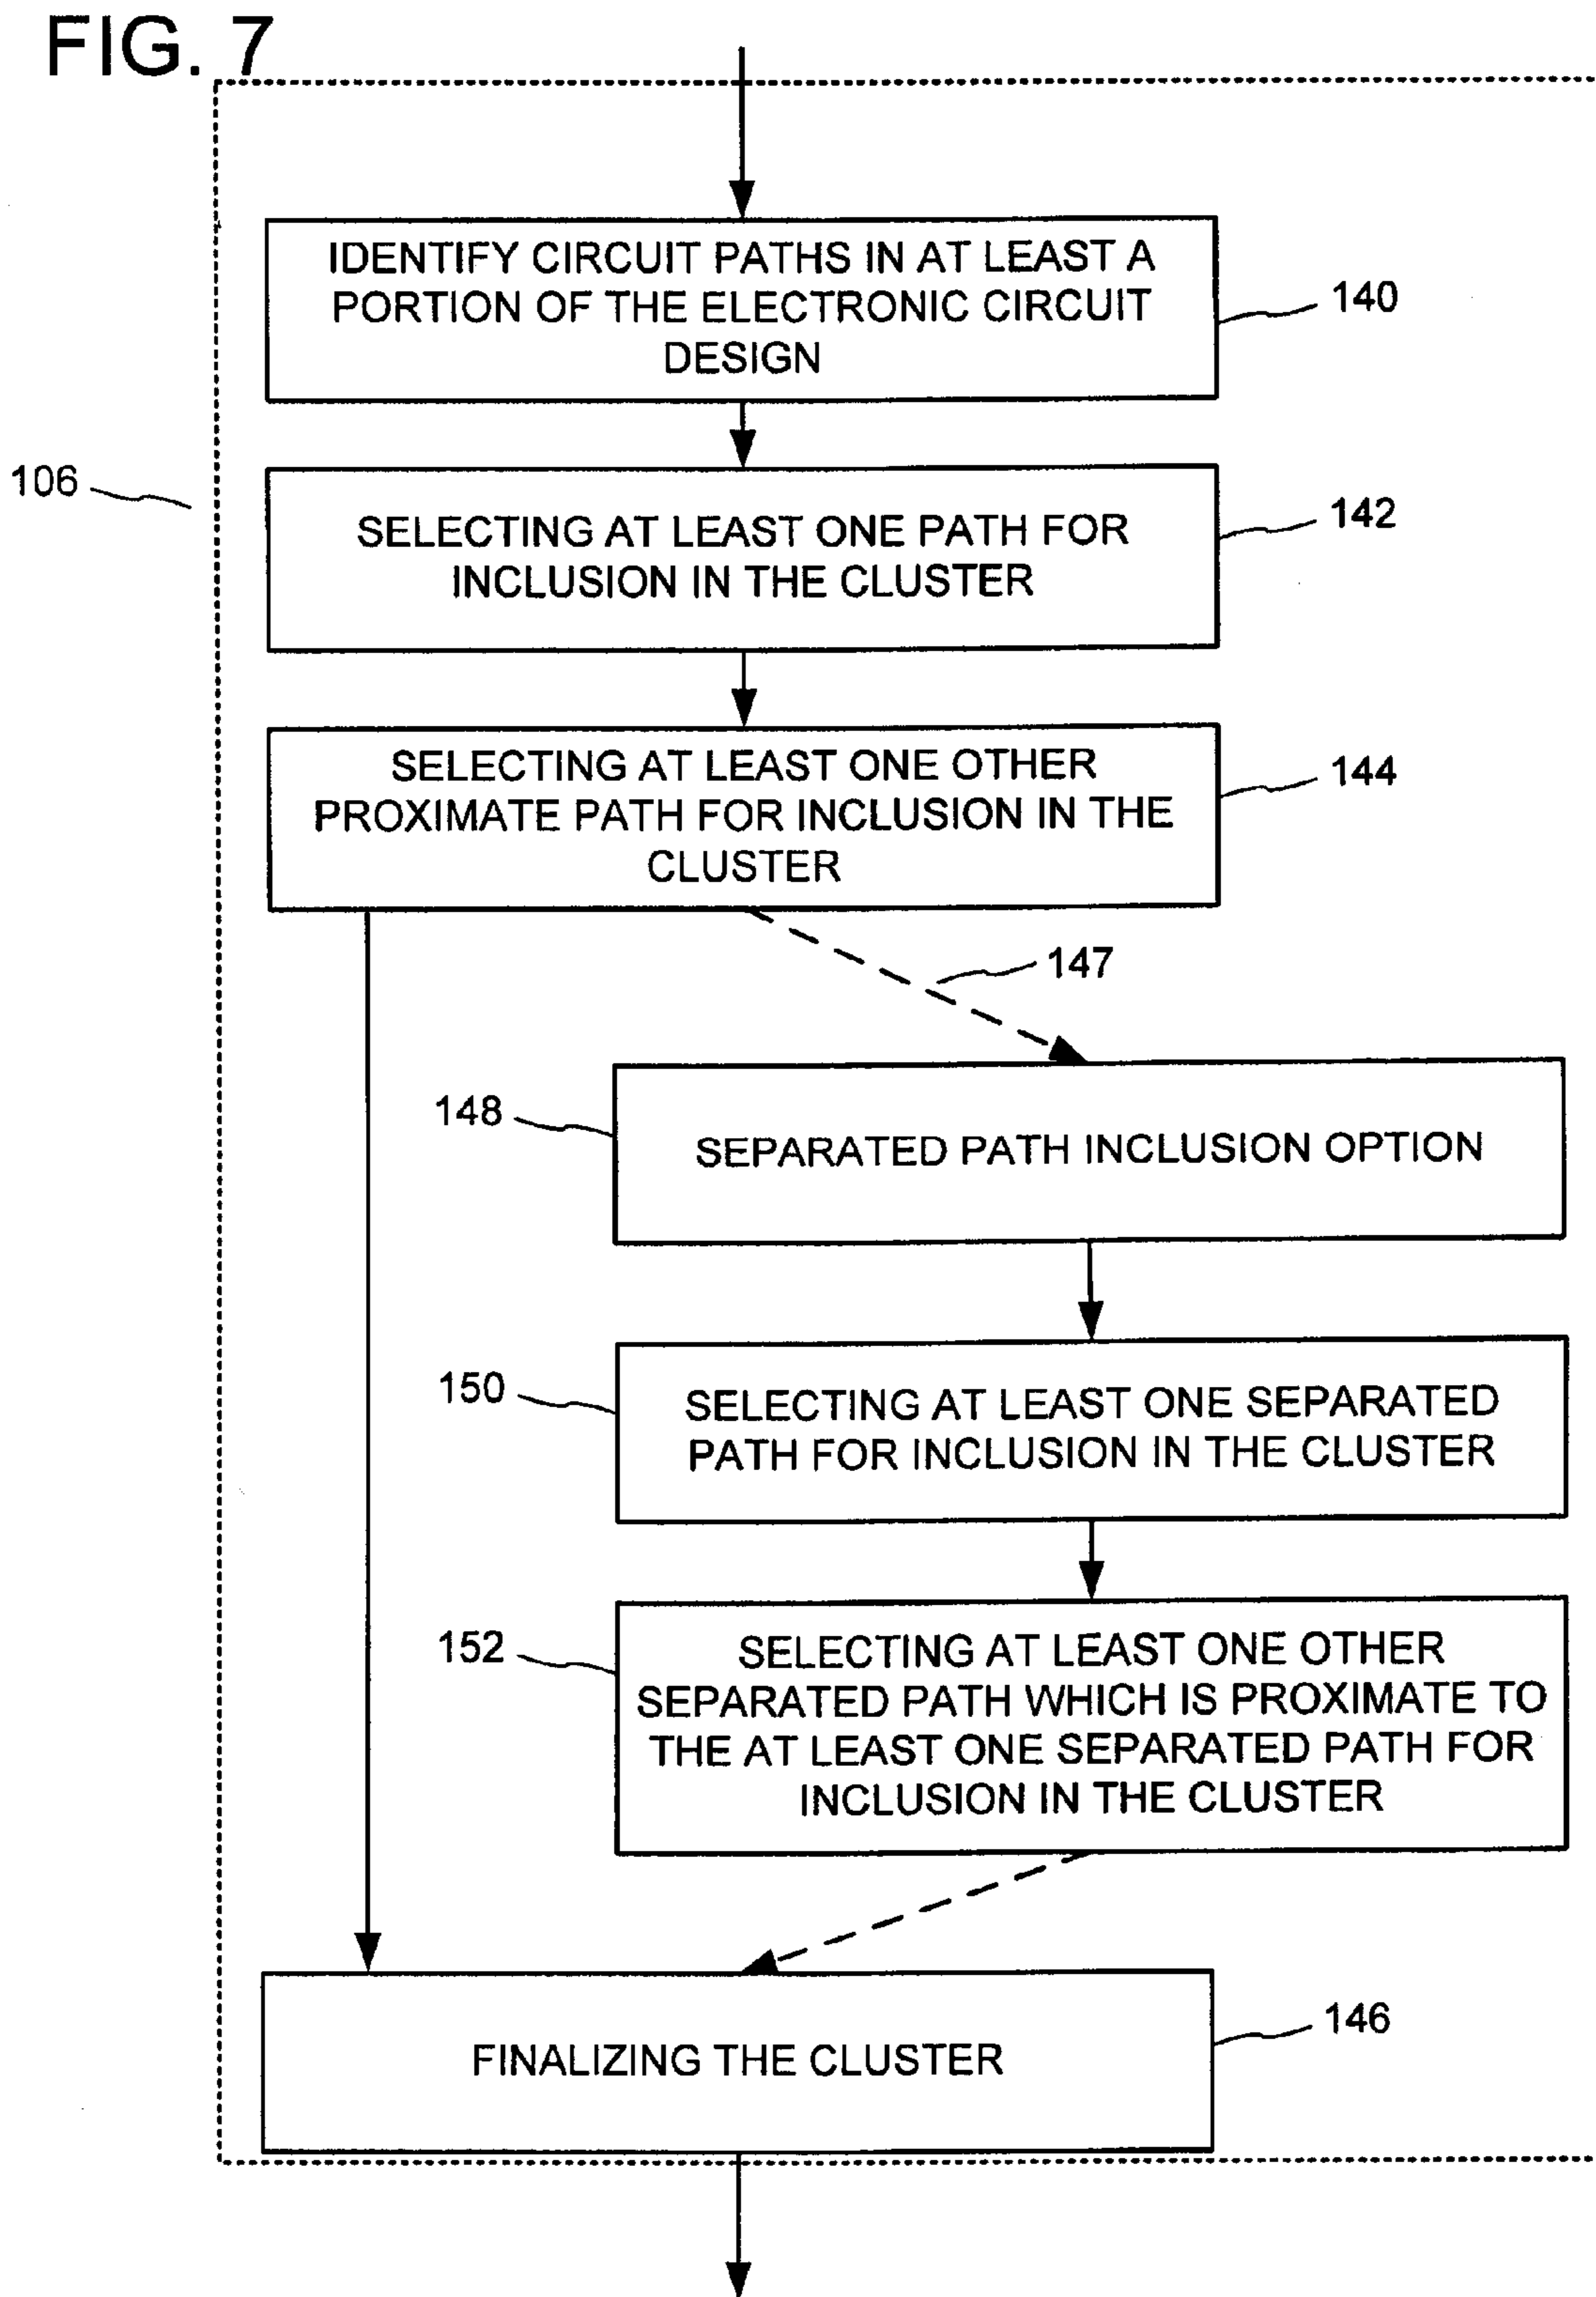 FIG. 7
IDENTIFY CIRCUIT PATHS IN AT LEAST A
PORTION OF THE ELECTRONIC CIRCUIT
DESIGN
140
106
SELECTING AT LEAST ONE PATH FOR
INCLUSION IN THE CLUSTER
142
SELECTING AT LEAST ONE OTHER
PROXIMATE PATH FOR INCLUSION IN THE
CLUSTER
144
147
148
SEPARATED PATH INCLUSION OPTION
150
SELECTING AT LEAST ONE SEPARATED
PATH FOR INCLUSION IN THE CLUSTER
152
SELECTING AT LEAST ONE OTHER
SEPARATED PATH WHICH IS PROXIMATE TO
THE AT LEAST ONE SEPARATED PATH FOR
INCLUSION IN THE CLUSTER
FINALIZING THE CLUSTER
146